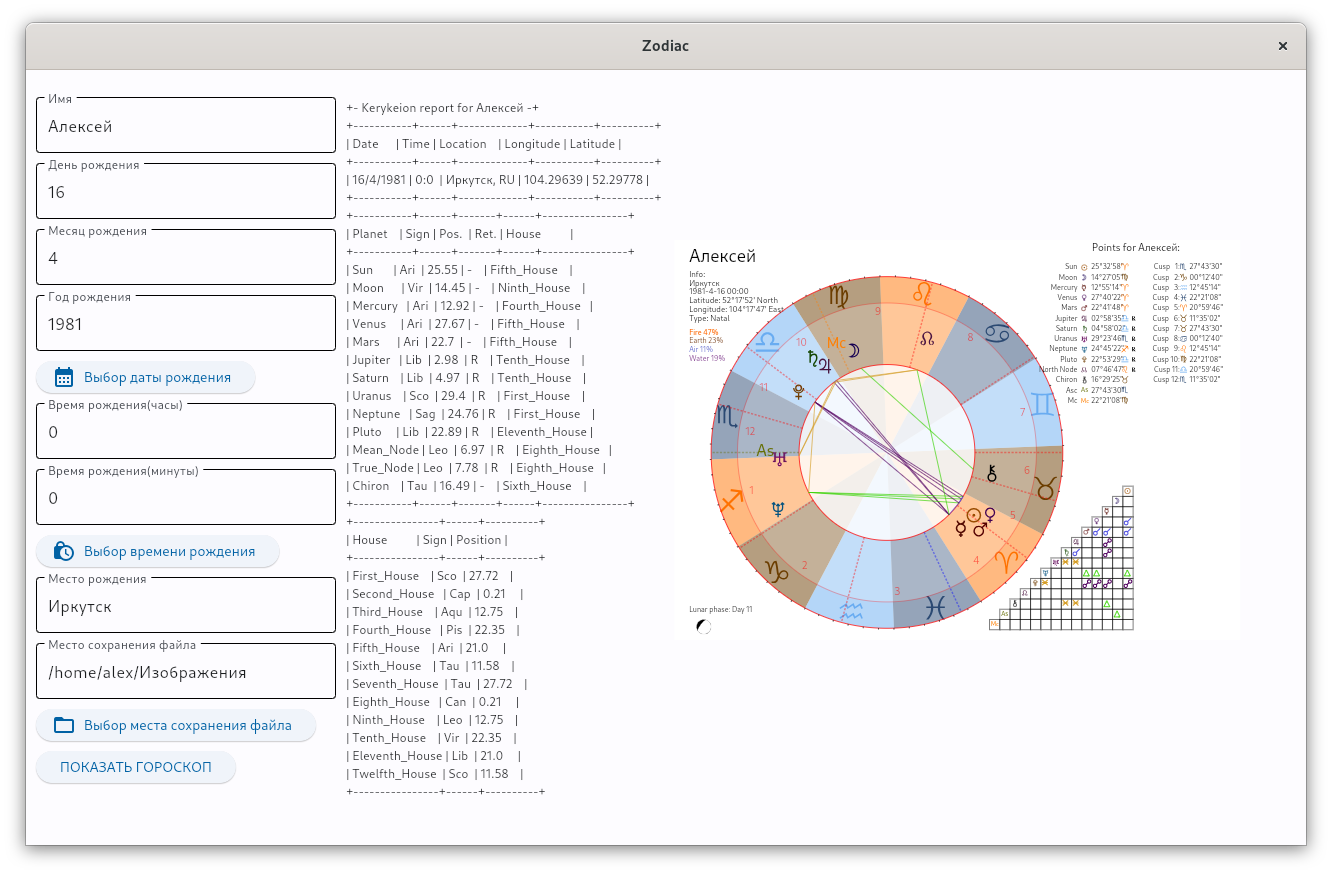 Zodiac
Имя
Алексей
День рождения
16
Месяц рождения
4
Год рождения
1981
Выбор даты рождения
Время рождения(часы)
0
Время рождения(минуты)
0
Выбор времени рождения
Место рождения
Иркутск
Место сохранения файла
/home/alex/Изображения
Выбор места сохранения файла
ПОКАЗАТЬ ГОРОСКОП
+- Kerykeion report for Алексей -+
+-----------+------+-------------+-----------+----------+
| Date | Time | Location | Longitude | Latitude |
+-----------+------+-------------+-----------+----------+
| 16/4/1981 | 0:0 | Иркутск, RU | 104.29639 | 52.29778 |
+-----------+------+-------------+-----------+----------+
+-----------+------+-------+------+----------------+
| Planet | Sign | Pos. | Ret. | House |
+-----------+------+-------+------+----------------+
| Sun | Ari | 25.55 | - | Fifth_House |
| Moon | Vir | 14.45 | - | Ninth_House |
| Mercury | Ari | 12.92 | - | Fourth_House |
| Venus | Ari | 27.67 | - | Fifth_House |
| Mars | Ari | 22.7 | - | Fifth_House |
| Jupiter | Lib | 2.98 | R | Tenth_House |
| Saturn | Lib | 4.97 | R | Tenth_House |
| Uranus | Sco | 29.4 | R | First_House |
| Neptune | Sag | 24.76 | R | First_House |
| Pluto | Lib | 22.89 | R | Eleventh_House |
| Mean_Node | Leo | 6.97 | R | Eighth_House |
| True_Node | Leo | 7.78 | R | Eighth_House |
| Chiron | Tau | 16.49 | - | Sixth_House |
+-----------+------+-------+------+----------------+
+----------------+------+----------+
| House | Sign | Position |
+----------------+------+----------+
| First_House | Sco | 27.72 |
| Second_House | Cap | 0.21 |
| Third_House | Aqu | 12.75 |
| Fourth_House | Pis | 22.35 |
| Fifth_House | Ari | 21.0 |
| Sixth_House | Tau | 11.58 |
| Seventh_House | Tau | 27.72 |
| Eighth_House | Can | 0.21 |
| Ninth_House | Leo | 12.75 |
| Tenth_House | Vir | 22.35 |
| Eleventh_House | Lib | 21.0 |
| Twelfth_House | Sco | 11.58 |
+----------------+------+----------+
Алексей
Info:
Иркутск
1981-4-16 00:00
Latitude: 52°17'52' North
Longitude: 104°17'47' East
Type: Natal
Fire 47%
Earth 23%
Air 11%
Water 19%
Lunar phase: Day 11
Points for Алексей:
Sun 25°32'58"
Moon 14°27'05"
Mercury 12°55'14"
Venus 27°40'22"
Mars 22°41'48"
Jupiter 02°58'35" R
Saturn 04°58'02" R
Uranus 29°23'46" R
Neptune 24°45'22" R
Pluto 22°53'29" R
North Node 07°46'47" R
Chiron 16°29'25"
Asc As 27°43'30"
Mc Mc 22°21'08"
Cusp 1: 27°43'30"
Cusp 2: 00°12'40"
Cusp 3: 12°45'14"
Cusp 4: 22°21'08"
Cusp 5: 20°59'46"
Cusp 6: 11°35'02"
Cusp 7: 27°43'30"
Cusp 8: 00°12'40"
Cusp 9: 12°45'14"
Cusp 10: 22°21'08"
Cusp 11: 20°59'46"
Cusp 12: 11°35'02"
9
10
Mc
8
11
7
12
As
6
1
5
2
4
3
As
Mc